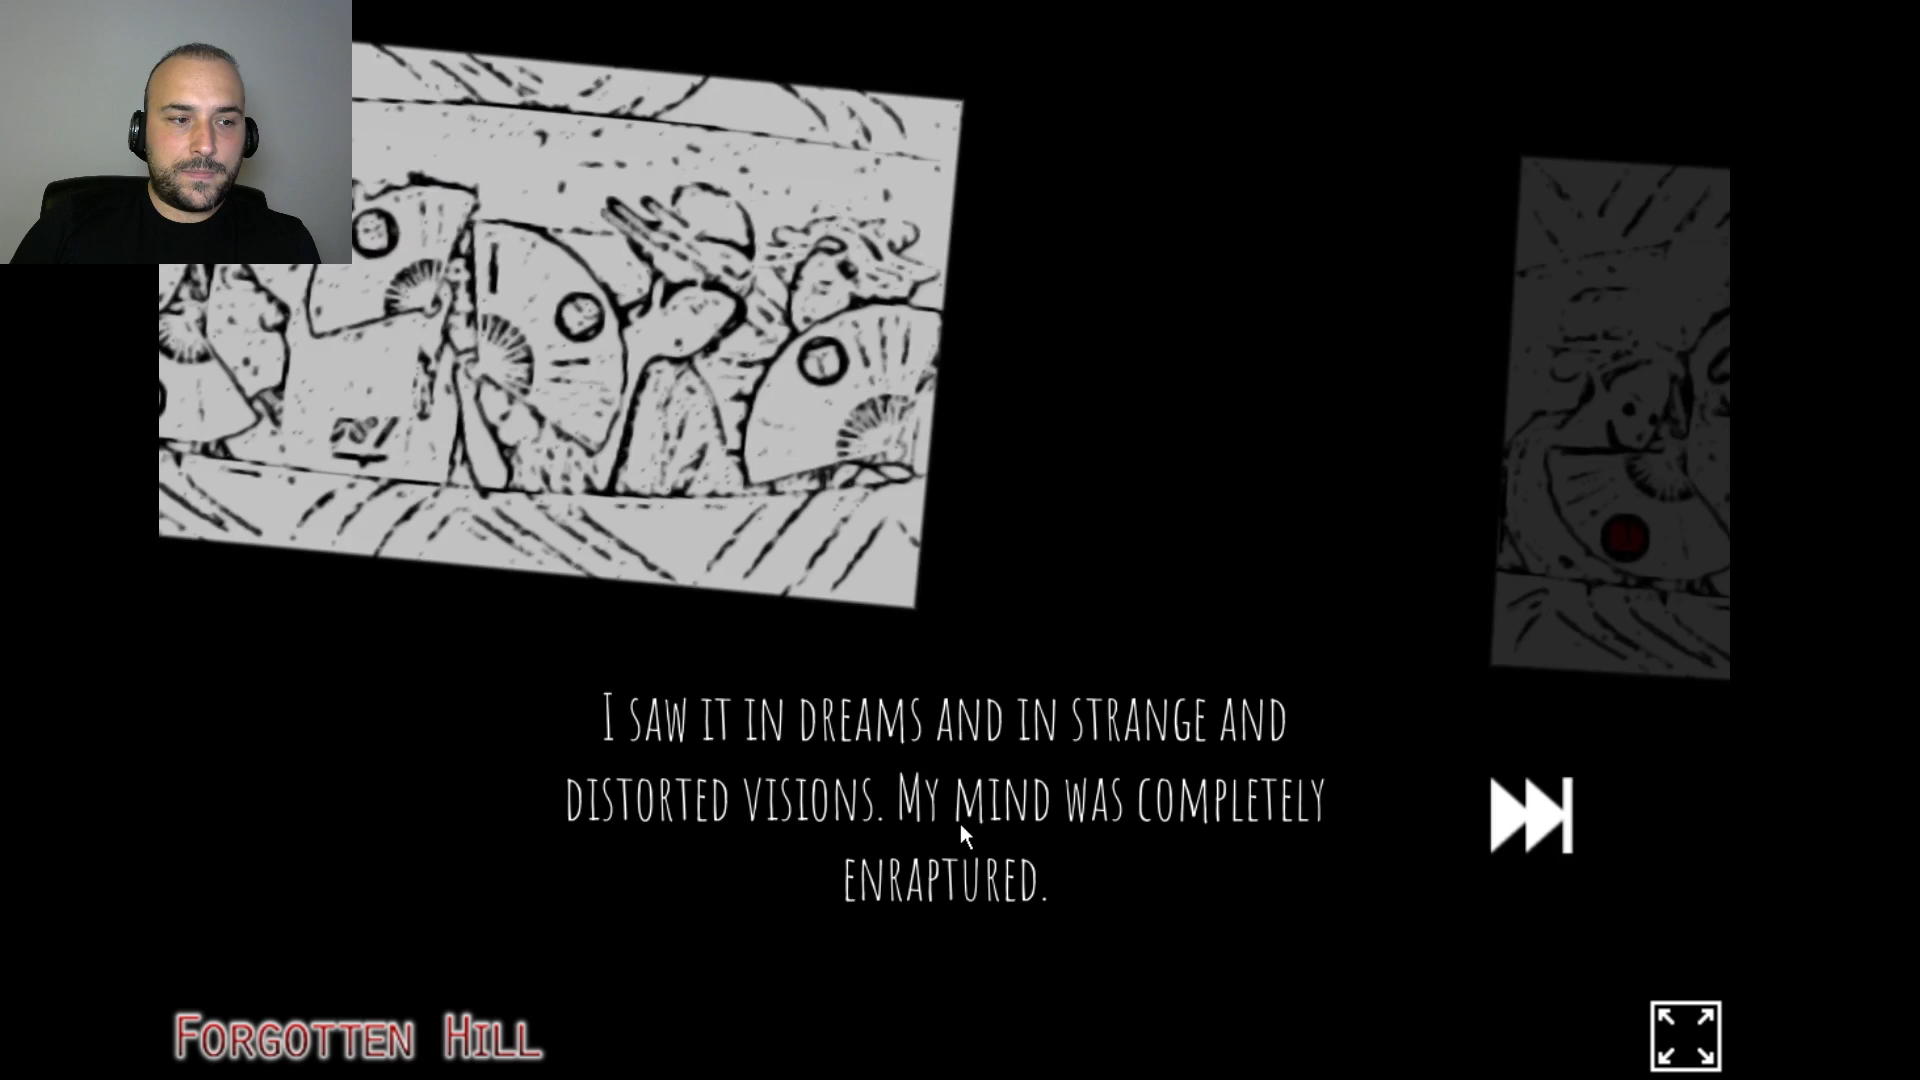 I SAW IT IN DREAMS AND IN STRANGE AND
DISTORTED VISIONS. MY MIND WAS COMPLETELY
ENRAPTURED.
FORGOTTEN HILL